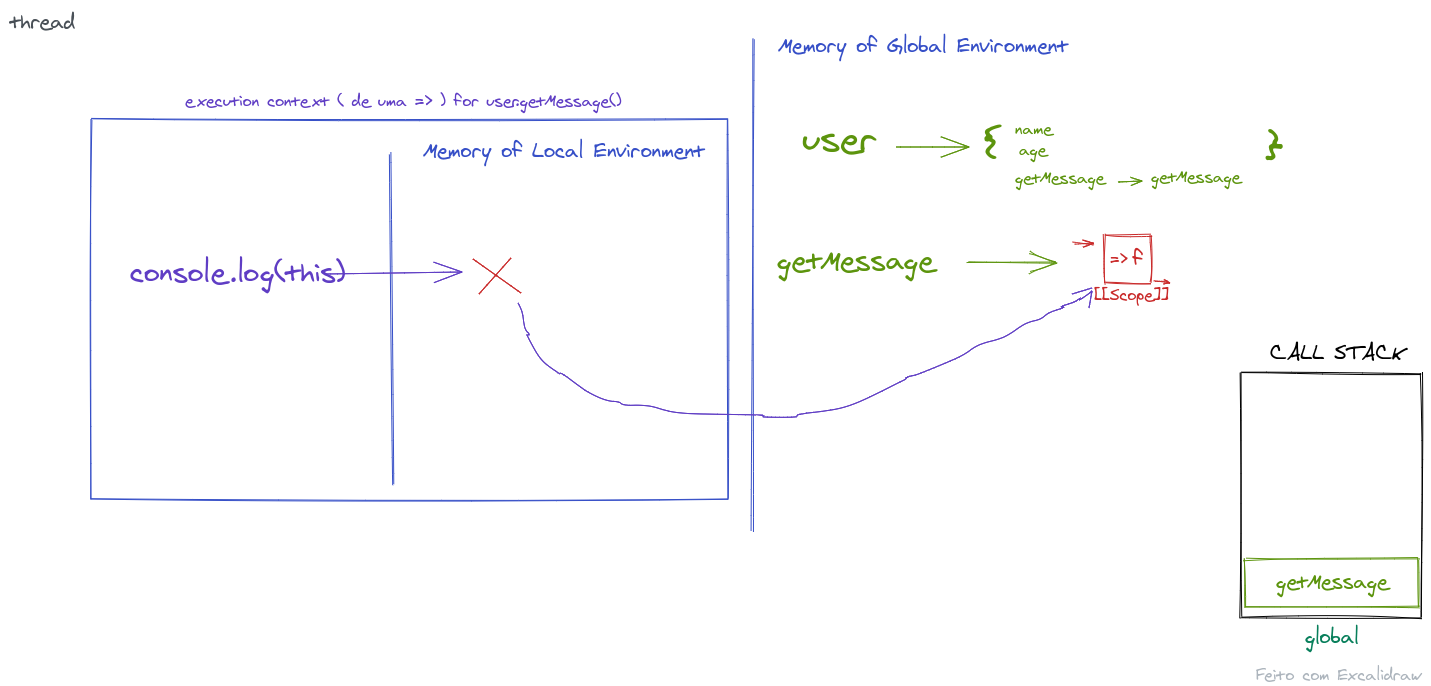 thread
Memory of Global Environment
execution context ( de uma => ) for user.getMessage()
Memory of Local Environment
console.log(this)
user
{
name
age
getMessage getMessage
}
getMessage
=>f
[[Scope]]
CALL STACK
getMessage
global
Feito com Excalidraw